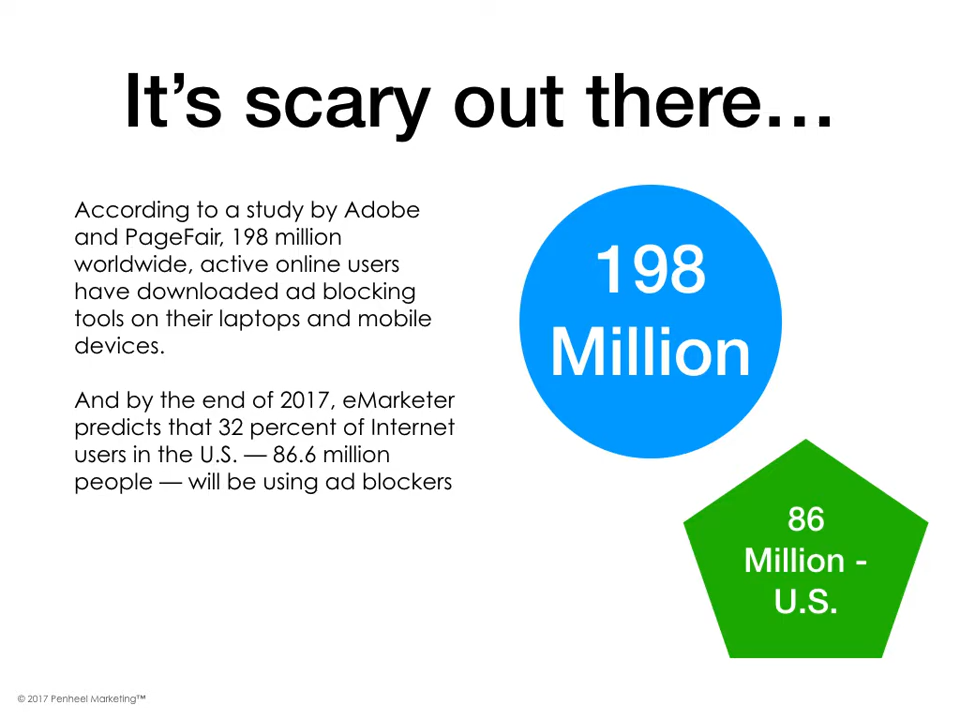 It’s scary out there…
According to a study by Adobe
and PageFair, 198 million
worldwide, active online users
have downloaded ad blocking
tools on their laptops and mobile
devices.
And by the end of 2017, eMarketer
predicts that 32 percent of Internet
users in the U.S. — 86.6 million
people — will be using ad blockers
198
Million
86
Million -
U.S.
© 2017 Penheel Marketing™